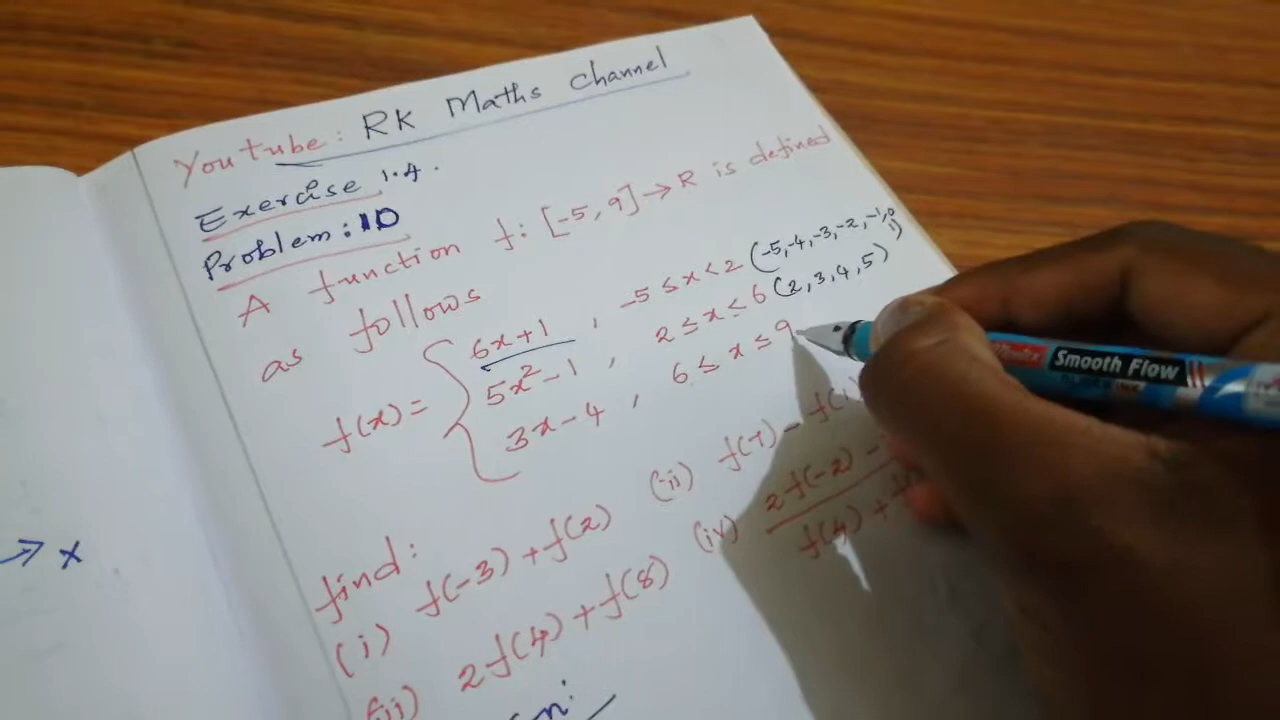 Youtube: RK Maths Channel
Exercise 1.4.
Problem: 10
A function f: [-5, 9] → R is defined
as follows
f(x) = { 6x+1 , -5 ≤ x < 2 (-5,-4,-3,-2,-1,0
1)
5x² - 1 , 2 ≤ x ≤ 6 (2,3,4,5)
3x - 4 , 6 ≤ x ≤ 9
find:
(i) f(-3) + f(2) (ii) f(7) - f(1)
2f(4) + f(8) (iv) 2f(-2) -
f(4) +
→ x
Smooth Flow